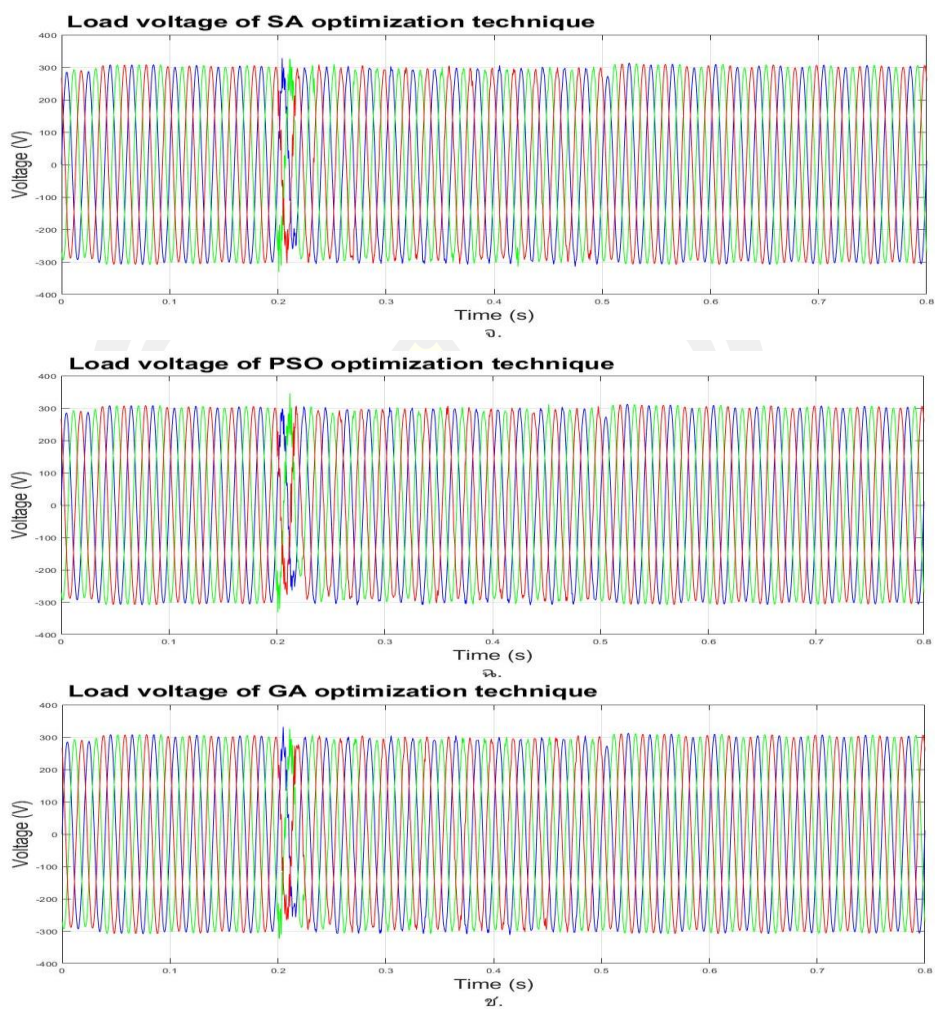 Load voltage of SA optimization technique
400
300
200
100
0
-100
-200
-300
-400
Voltage (V)
0 0.1 0.2 0.3 0.4 0.5 0.6 0.7 0.8
Time (s)
จ.
Load voltage of PSO optimization technique
400
300
200
100
0
-100
-200
-300
-400
Voltage (V)
0 0.1 0.2 0.3 0.4 0.5 0.6 0.7 0.8
Time (s)
ฉ.
Load voltage of GA optimization technique
400
300
200
100
0
-100
-200
-300
-400
Voltage (V)
0 0.1 0.2 0.3 0.4 0.5 0.6 0.7 0.8
Time (s)
ช.